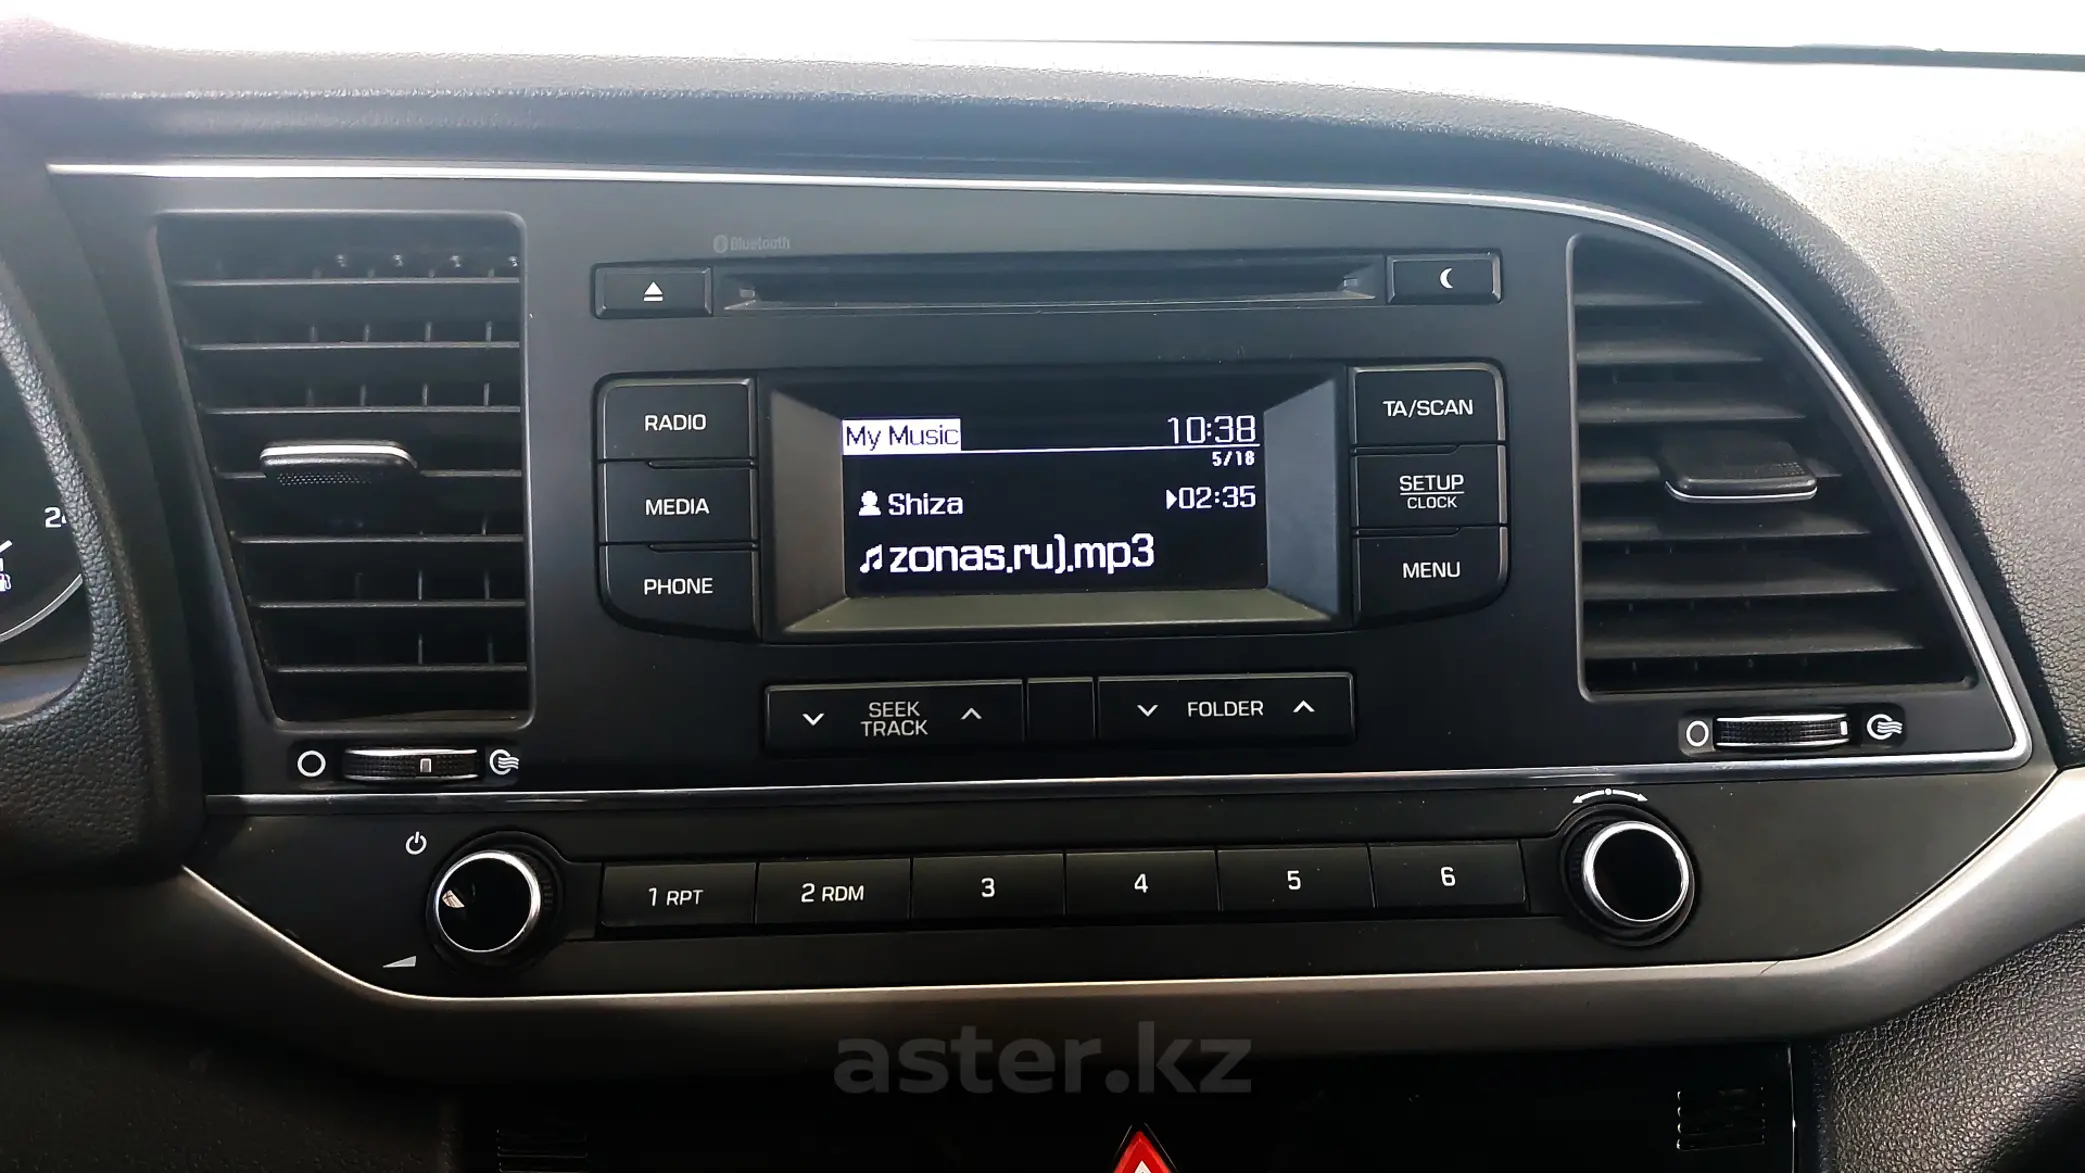 Bluetooth
RADIO
MEDIA
PHONE
My Music 10:38
5/18
Shiza 02:35
zonas.ru).mp3
TA/SCAN
SETUP
CLOCK
MENU
SEEK
TRACK
FOLDER
1 RPT
2 RDM
3
4
5
6
aster.kz